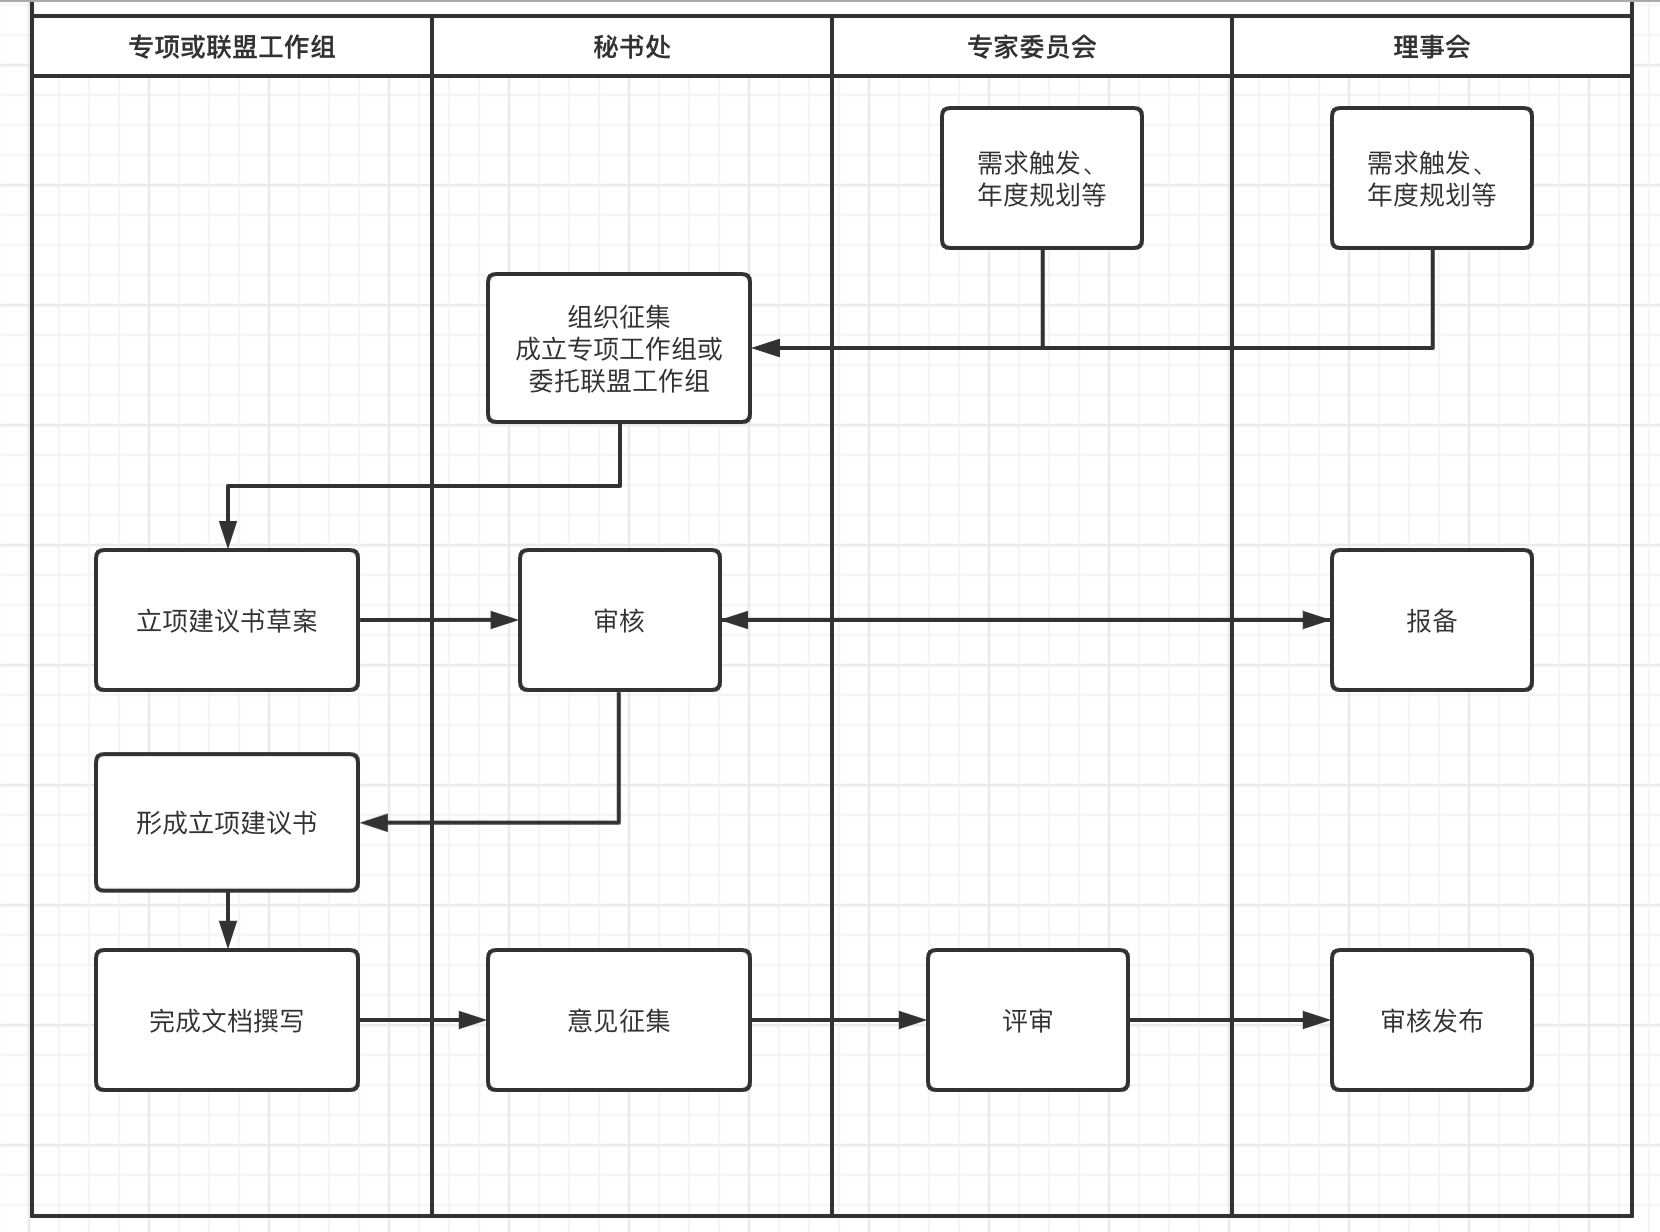 专项或联盟工作组
秘书处
专家委员会
理事会
需求触发、
年度规划等
需求触发、
年度规划等
组织征集
成立专项工作组或
委托联盟工作组
立项建议书草案
审核
报备
形成立项建议书
完成文档撰写
意见征集
评审
审核发布